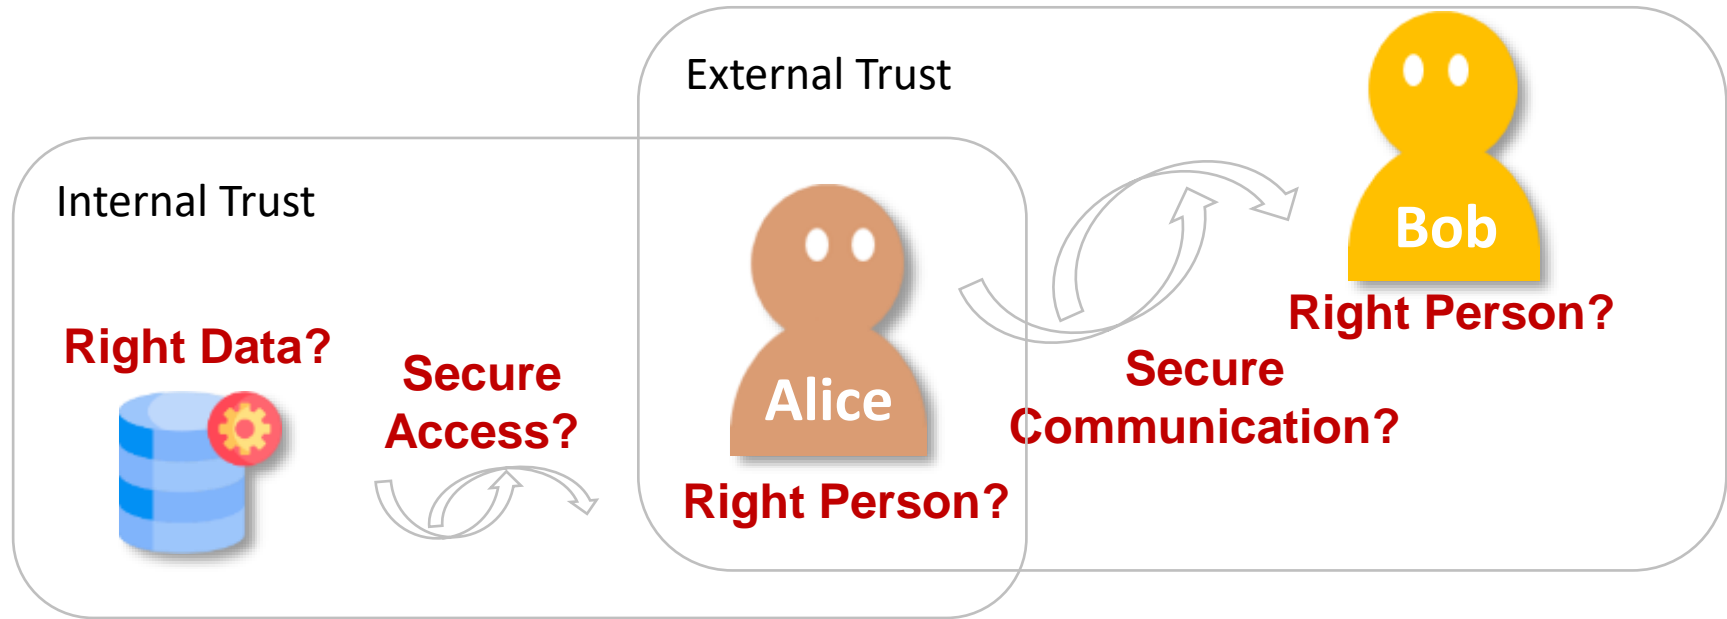 External Trust
Internal Trust
Bob
Right Person?
Right Data?
Secure
Access?
Alice
Secure
Communication?
Right Person?